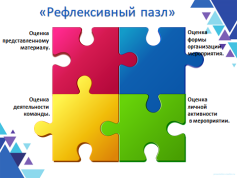 «Рефлексивный пазл»
Оценка
представленному
материалу.
Оценка
формы
организации
мероприятия.
Оценка
деятельности
команды.
Оценка
личной
активности
в мероприятии.